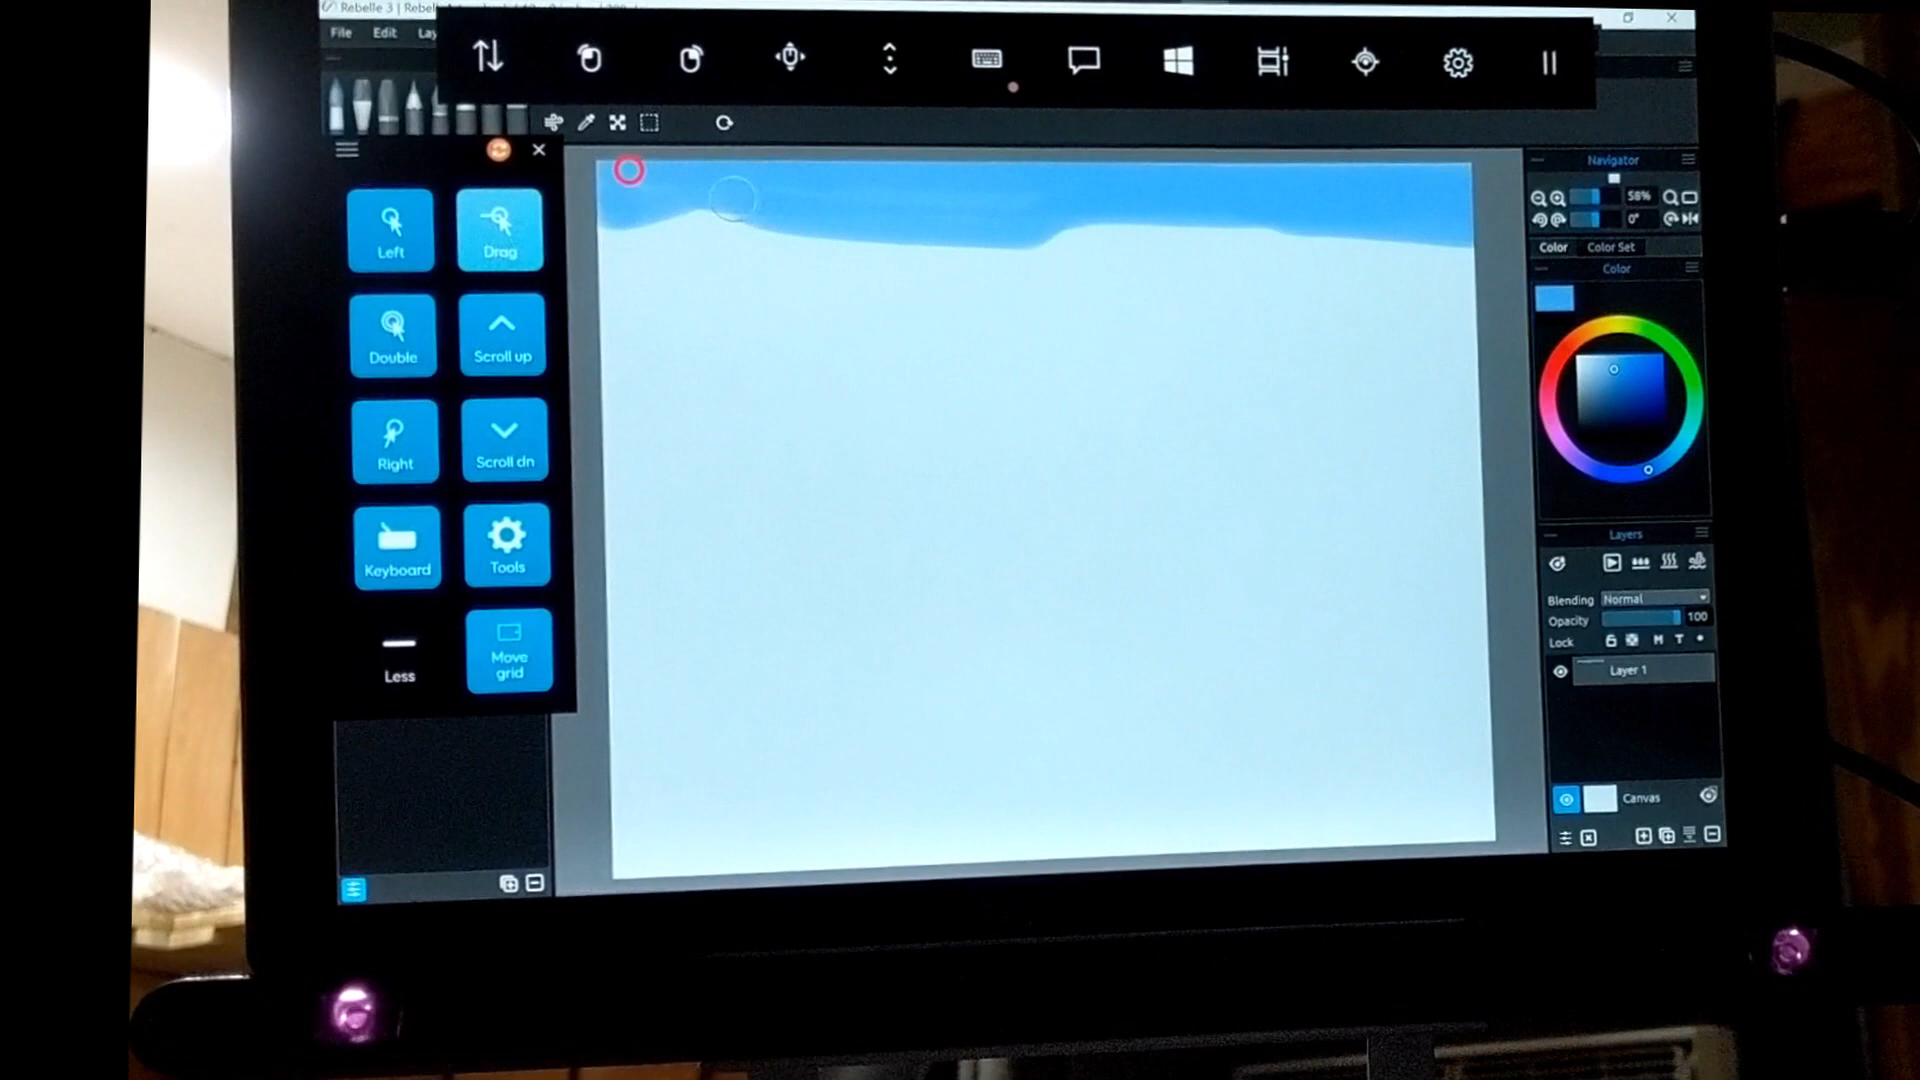 Rebelle 3 | Rebel
File Edit Lay
Left Drag
Double Scroll up
Right Scroll dn
Keyboard Tools
Less Move grid
Navigator
58%
0°
Color Color Set
Color
Layers
Blending Normal
Opacity 100
Lock M T
Layer 1
Canvas